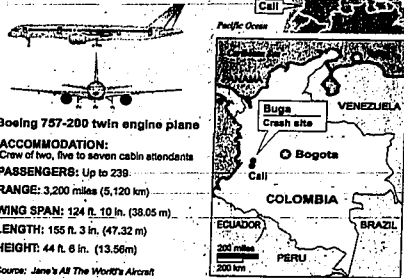 Boeing 757-200 twin engine plane
ACCOMMODATION:
Crew of two, five to seven cabin attendants
PASSENGERS: Up to 239
RANGE: 3,200 miles (5,120 km)
WING SPAN: 124 ft. 10 in. (38.05 m)
LENGTH: 155 ft. 3 in. (47.32 m)
HEIGHT: 44 ft. 6 in. (13.56m)
Source: Jane's All The World's Aircraft
Cali
Pacific Ocean
PANAMA
VENEZUELA
Buga
Crash site
Bogota
Cali
COLOMBIA
ECUADOR
BRAZIL
PERU
200 miles
200 km